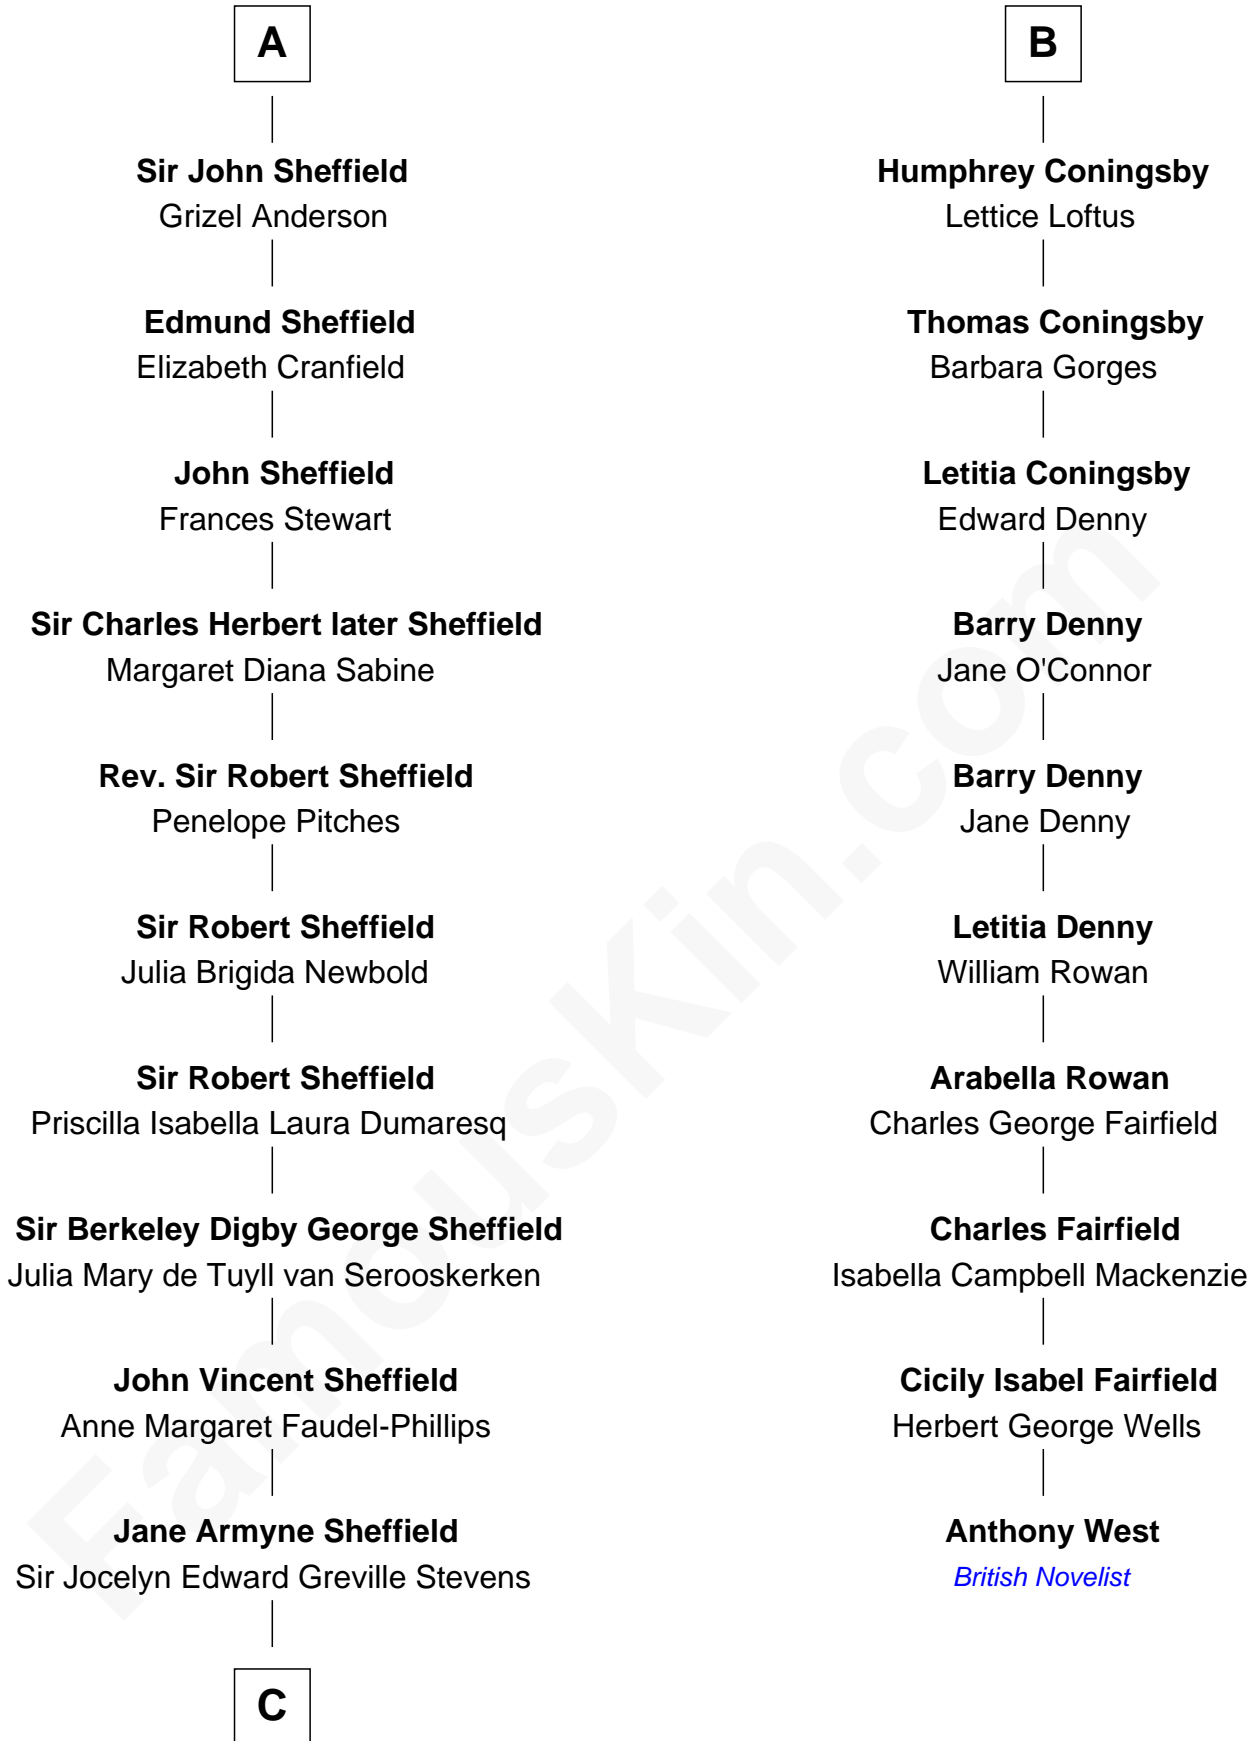 A
Sir John Sheffield
Grizel Anderson
Edmund Sheffield
Elizabeth Cranfield
John Sheffield
Frances Stewart
Sir Charles Herbert later Sheffield
Margaret Diana Sabine
Rev. Sir Robert Sheffield
Penelope Pitches
Sir Robert Sheffield
Julia Brigida Newbold
Sir Robert Sheffield
Priscilla Isabella Laura Dumaresq
Sir Berkeley Digby George Sheffield
Julia Mary de Tuyll van Serooskerken
John Vincent Sheffield
Anne Margaret Faudel-Phillips
Jane Armyne Sheffield
Sir Jocelyn Edward Greville Stevens
C
B
Humphrey Coningsby
Lettice Loftus
Thomas Coningsby
Barbara Gorges
Letitia Coningsby
Edward Denny
Barry Denny
Jane O'Connor
Barry Denny
Jane Denny
Letitia Denny
William Rowan
Arabella Rowan
Charles George Fairfield
Charles Fairfield
Isabella Campbell Mackenzie
Cicily Isabel Fairfield
Herbert George Wells
Anthony West
British Novelist
FamousKin.com